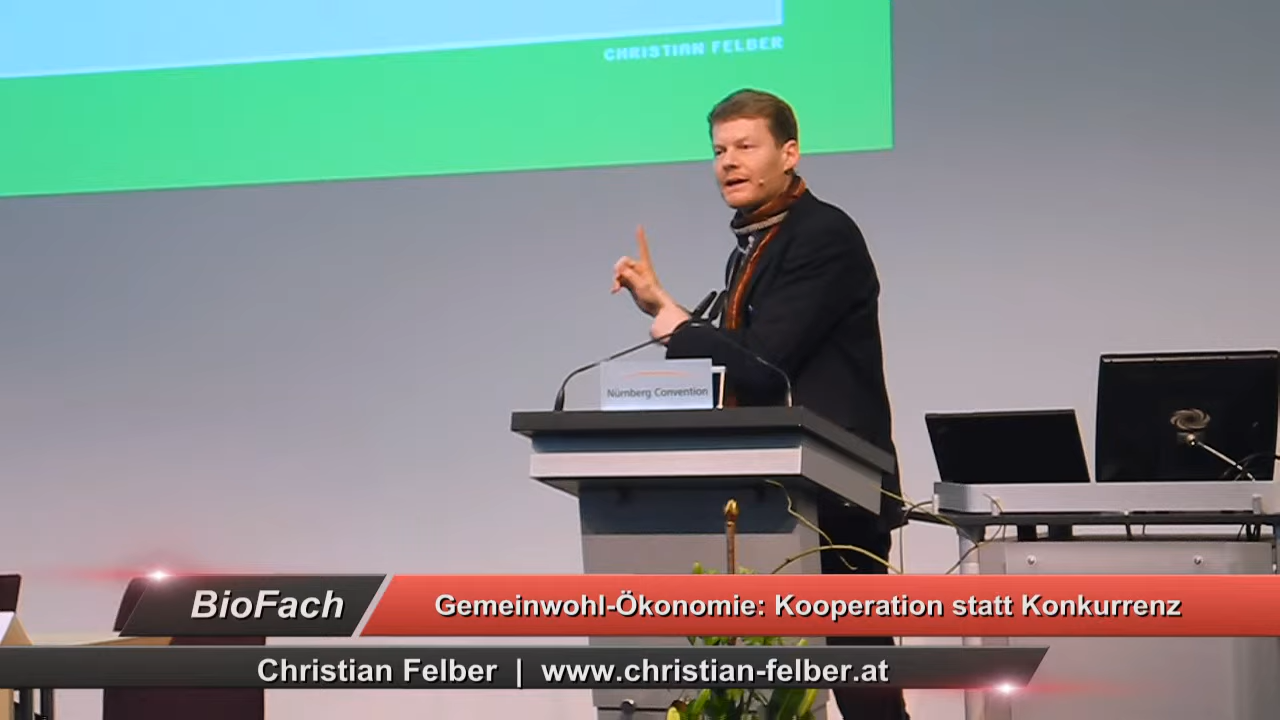 CHRISTIAN FELBER
Nürnberg Convention
BioFach
Gemeinwohl-Ökonomie: Kooperation statt Konkurrenz
Christian Felber | www.christian-felber.at